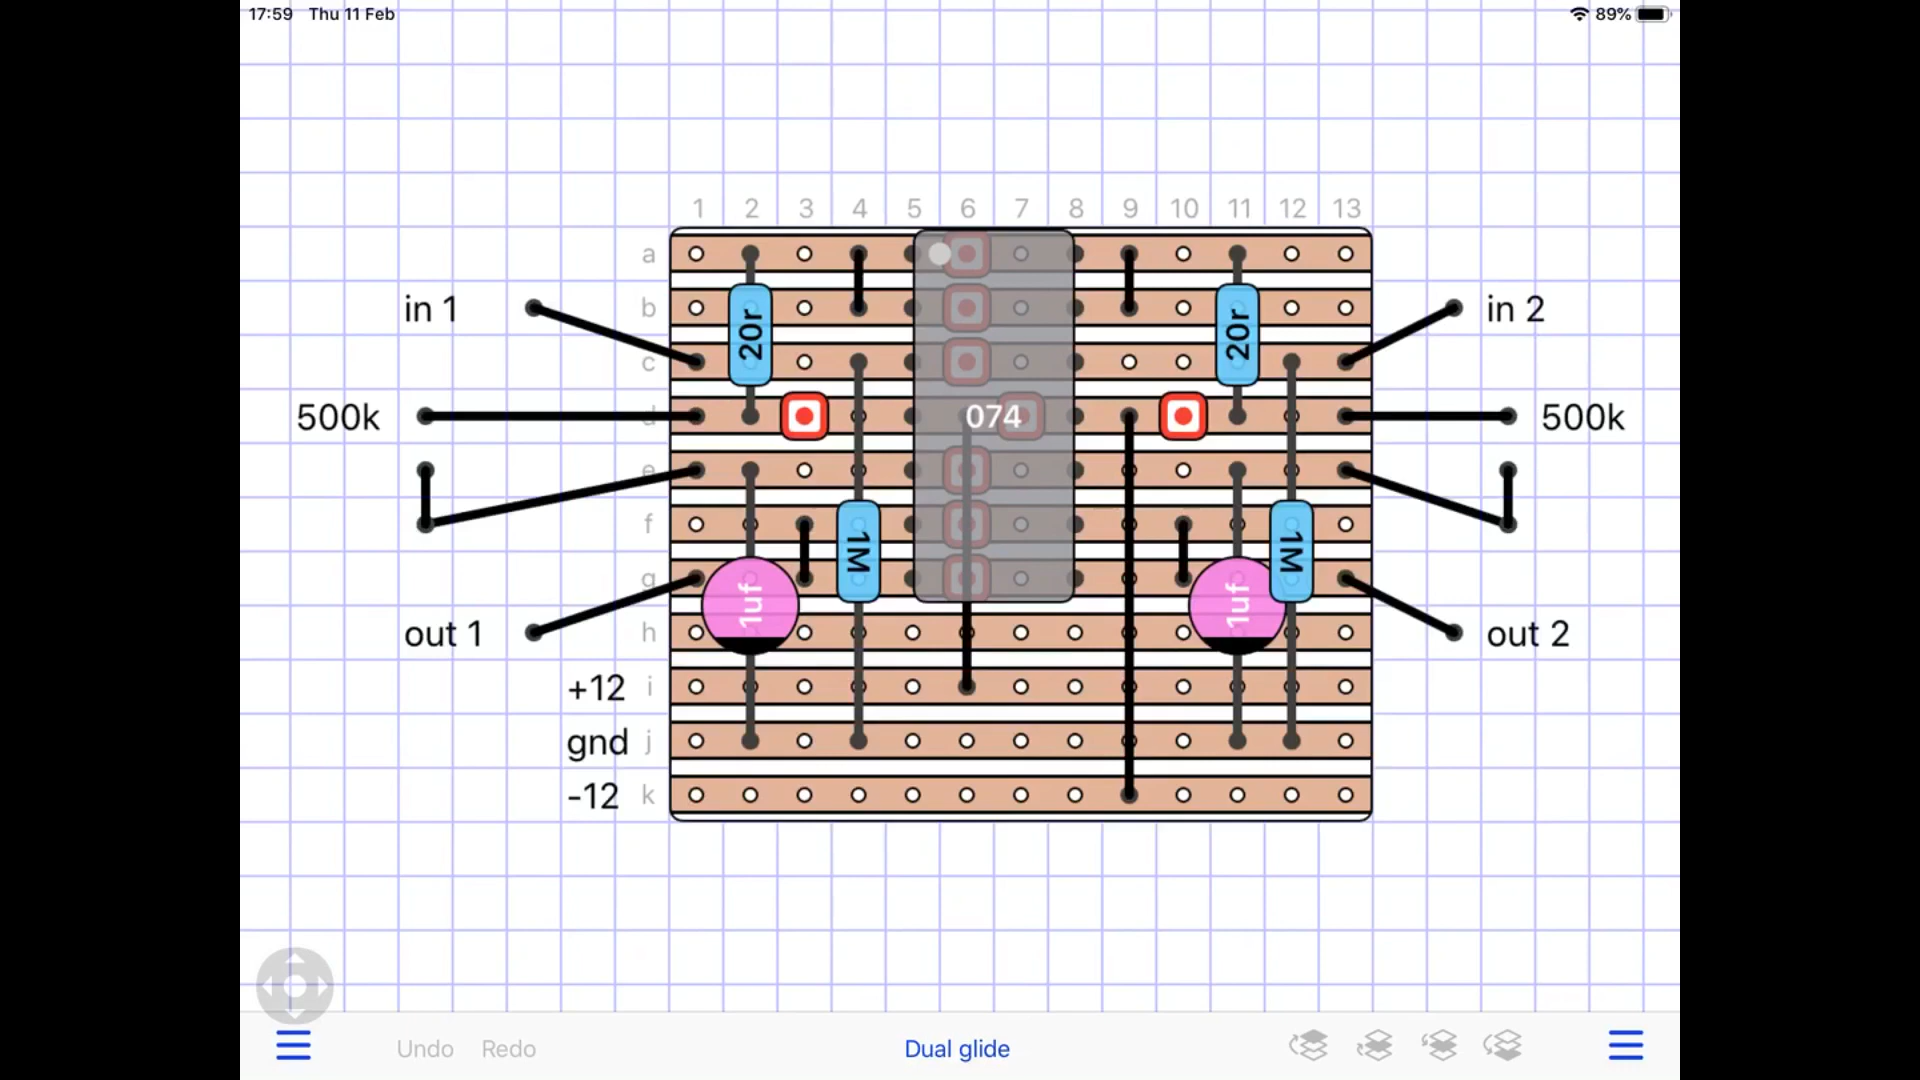 17:59 Thu 11 Feb 89%
1 2 3 4 5 6 7 8 9 10 11 12 13
a
in 1 b in 2
20r 20r
c
500k d 074 500k
e
f
1M 1M
g
1uf 1uf
out 1 h out 2
+12 i
gnd j
-12 k
Undo Redo Dual glide